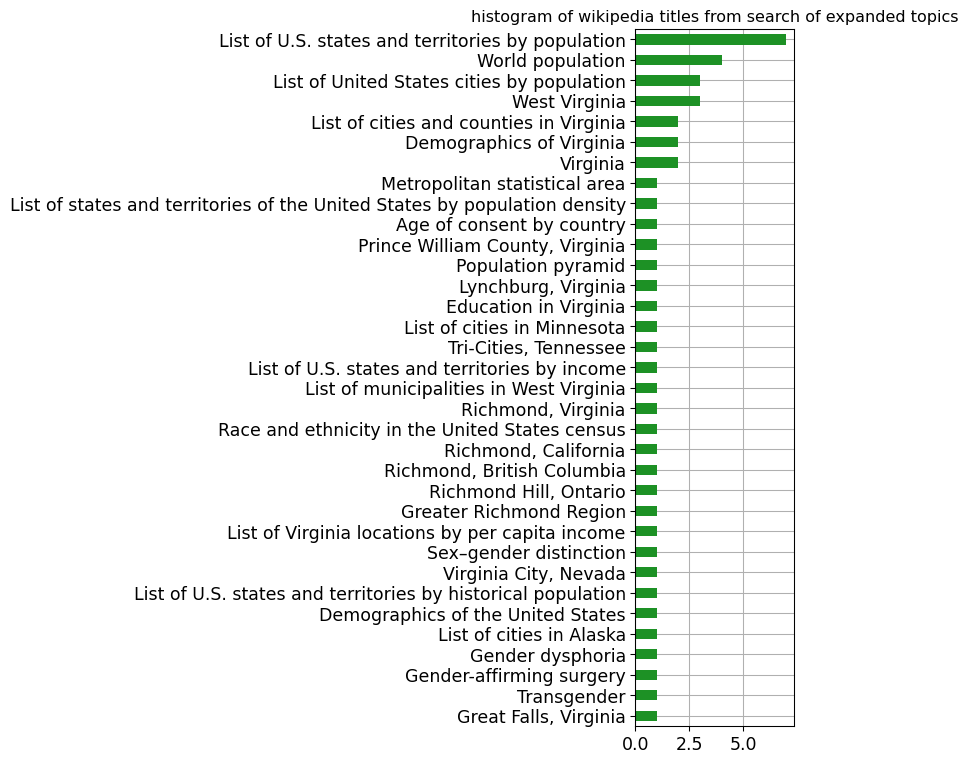 histogram of wikipedia titles from search of expanded topics
List of U.S. states and territories by population
World population
List of United States cities by population
West Virginia
List of cities and counties in Virginia
Demographics of Virginia
Virginia
Metropolitan statistical area
List of states and territories of the United States by population density
Age of consent by country
Prince William County, Virginia
Population pyramid
Lynchburg, Virginia
Education in Virginia
List of cities in Minnesota
Tri-Cities, Tennessee
List of U.S. states and territories by income
List of municipalities in West Virginia
Richmond, Virginia
Race and ethnicity in the United States census
Richmond, California
Richmond, British Columbia
Richmond Hill, Ontario
Greater Richmond Region
List of Virginia locations by per capita income
Sex–gender distinction
Virginia City, Nevada
List of U.S. states and territories by historical population
Demographics of the United States
List of cities in Alaska
Gender dysphoria
Gender-affirming surgery
Transgender
Great Falls, Virginia
0.0 2.5 5.0